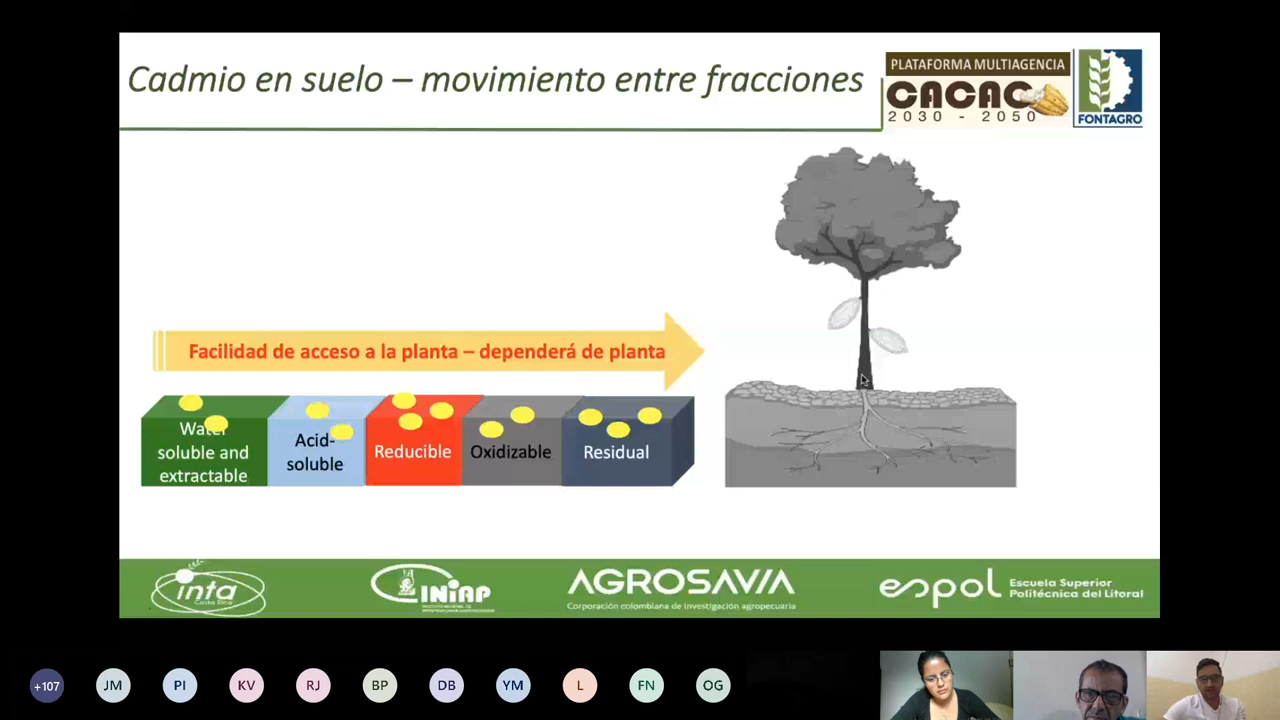 Cadmio en suelo – movimiento entre fracciones
PLATAFORMA MULTIAGENCIA
CACAO
2030 - 2050
FONTAGRO
Facilidad de acceso a la planta – dependerá de planta
Water
soluble and
extractable
Acid-
soluble
Reducible
Oxidizable
Residual
inta
Costa Rica
INIAP
AGROSAVIA
Corporación colombiana de investigación agropecuaria
espol
Escuela Superior
Politécnica del Litoral
+107
JM
PI
KV
RJ
BP
DB
YM
L
FN
OG